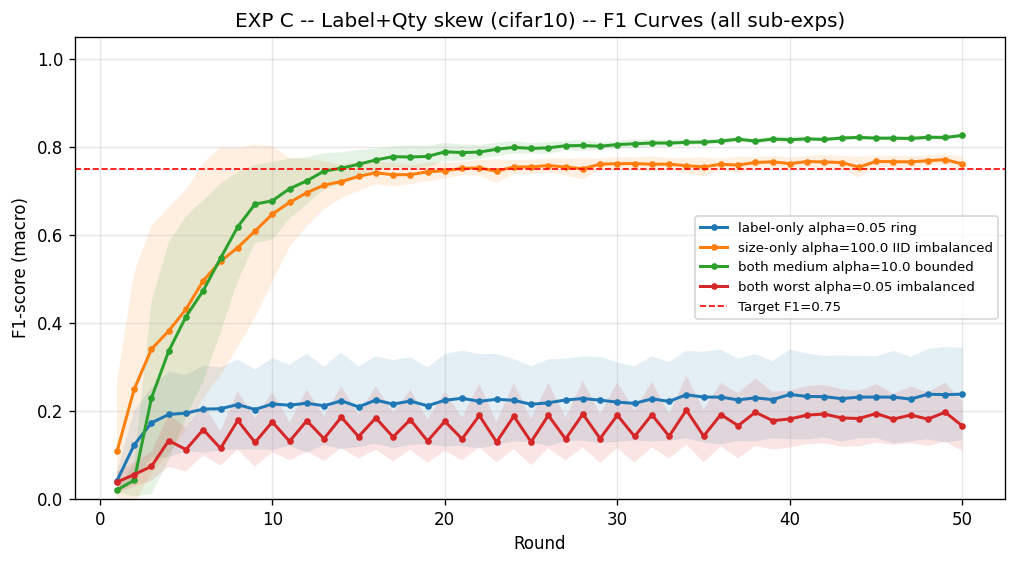 EXP C -- Label+Qty skew (cifar10) -- F1 Curves (all sub-exps)
F1-score (macro)
1.0
0.8
0.6
0.4
0.2
0.0
label-only alpha=0.05 ring
size-only alpha=100.0 IID imbalanced
both medium alpha=10.0 bounded
both worst alpha=0.05 imbalanced
Target F1=0.75
0 10 20 30 40 50
Round